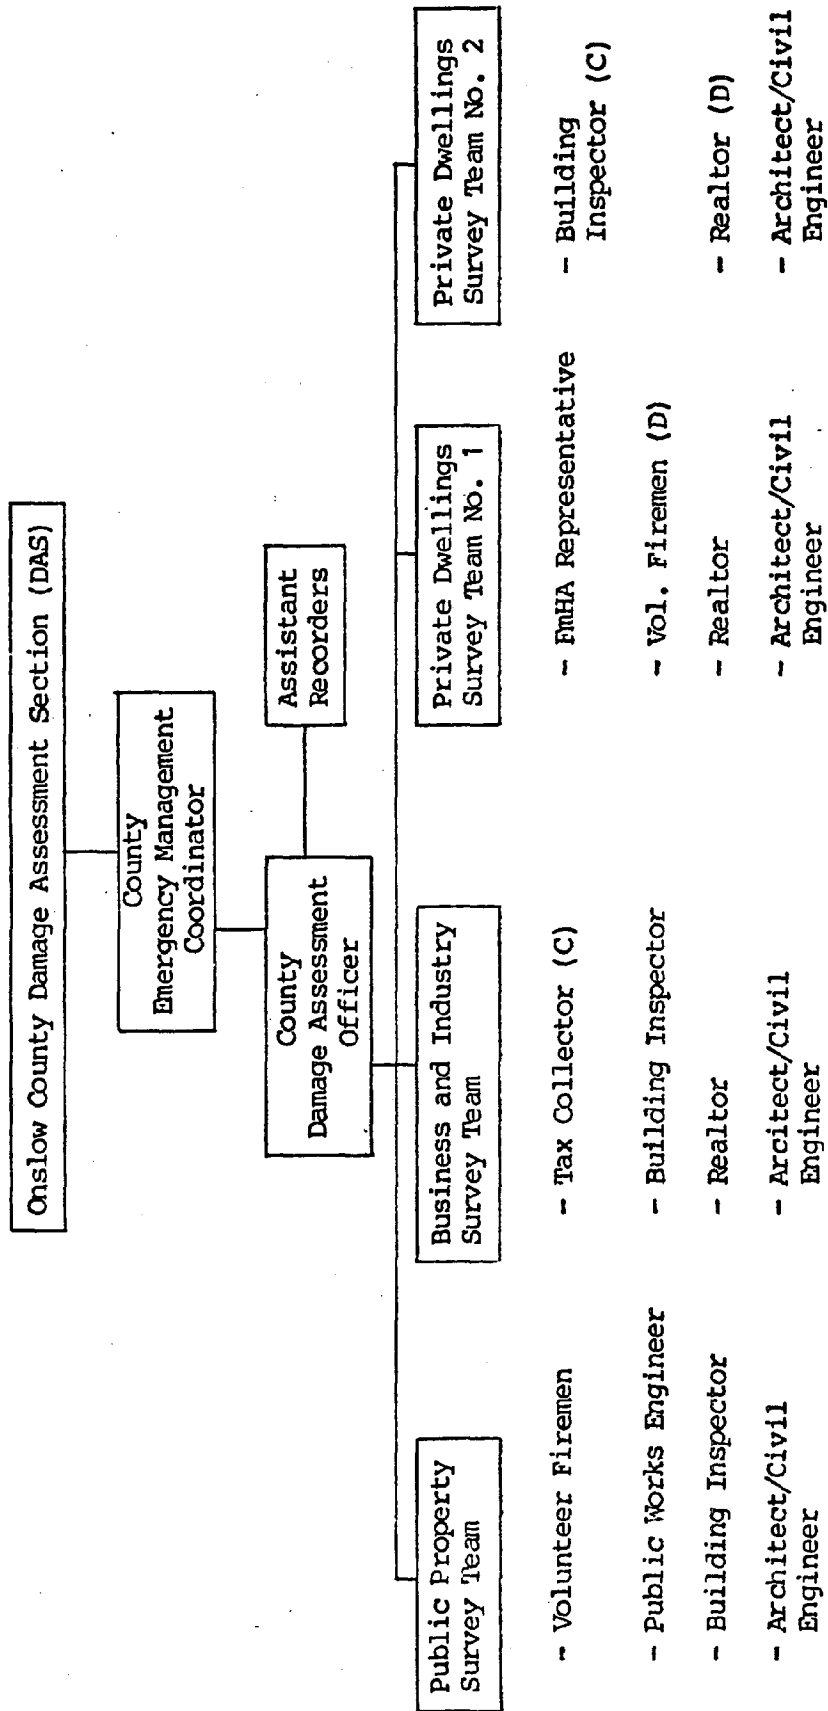 Onslow County Damage Assessment Section (DAS)
County
Emergency Management
Coordinator
County
Damage Assessment
Officer
Assistant
Recorders
Public Property
Survey Team
- Volunteer Firemen
- Public Works Engineer
- Building Inspector
- Architect/Civil
Engineer
Business and Industry
Survey Team
- Tax Collector (C)
- Building Inspector
- Realtor
- Arcitect/Civil
Engineer
Private Dwellings
Survey Team No. 1
- FmHA Representative
- Vol. Firemen (D)
- Realtor
- Architect/Civil
Engineer
Private Dwellings
Survey Team No. 2
- Building
Inspector (C)
- Realtor (D)
- Architect/Civil
Engineer